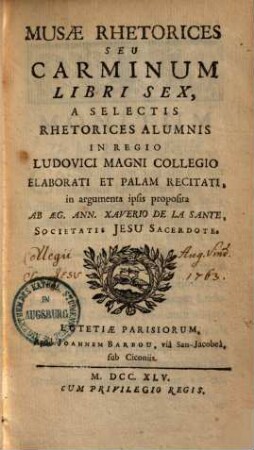 MUSÆ RHETORICES
SEU
CARMINUM
LIBRI SEX,
A SELECTIS
RHETORICES ALUMNIS
IN REGIO
LUDOVICI MAGNI COLLEGIO
ELABORATI ET PALAM RECITATI,
in argumenta ipsis proposita
AB ÆG. ANN. XAVERIO DE LA SANTE,
SOCIETATIS JESU SACERDOTE.
Collegii Aug. Vind.
Soc. Jesu 1763.
IN
AUGSBURG
LUTETIÆ PARISIORUM,
Apud JOANNEM BARBOU, viâ San-Jacobeâ,
sub Ciconiis.
M. DCC. XLV.
CUM PRIVILEGIO REGIS.